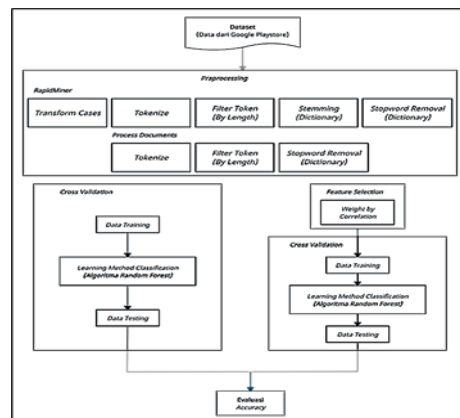 Dataset
(Data dari Google Playstore)
Praprocessing
RapidMiner
Transform Cases
Tokenize
Filter Token
(By Length)
Stemming
(Dictionary)
Stopword Removal
(Dictionary)
Process Documents
Tokenize
Filter Token
(By Length)
Stopword Removal
(Dictionary)
Cross Validation
Data Training
Learning Method Classification
(Algoritma Random Forest)
Data Testing
Feature Selection
Weight by
Correlation
Cross Validation
Data Training
Learning Method Classification
(Algoritma Random Forest)
Data Testing
Evaluasi
Accuracy